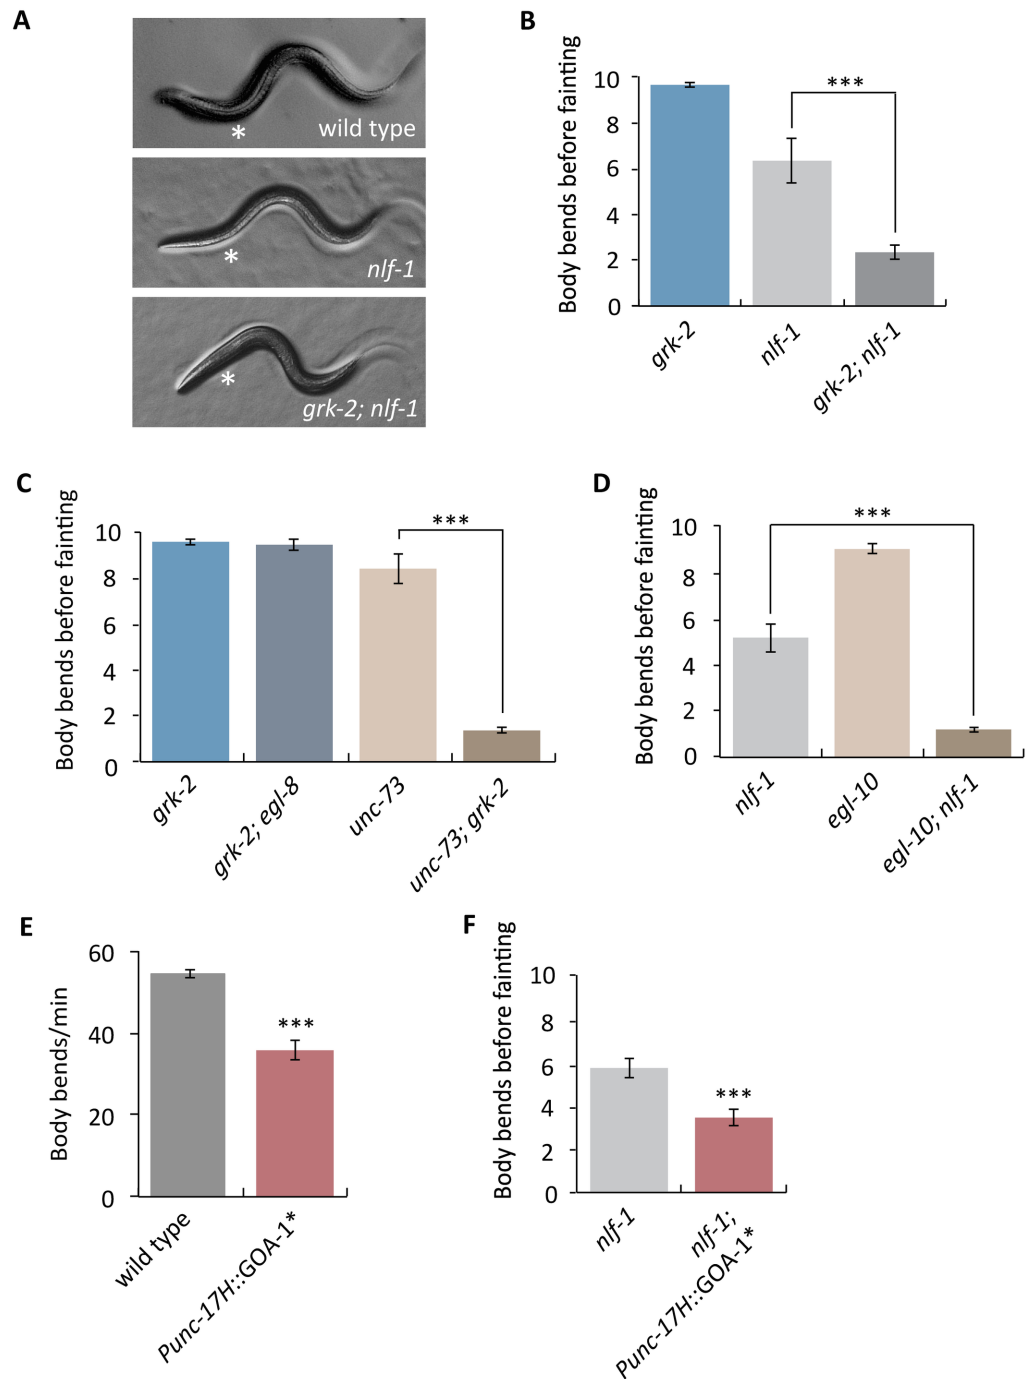 A
*
wild type
*
nlf-1
*
grk-2; nlf-1
B
Body bends before fainting
10
8
6
4
2
0
***
grk-2
nlf-1
grk-2; nlf-1
C
Body bends before fainting
10
8
6
4
2
0
***
grk-2
grk-2; egl-8
unc-73
unc-73; grk-2
D
Body bends before fainting
10
8
6
4
2
0
***
nlf-1
egl-10
egl-10; nlf-1
E
Body bends/min
60
40
20
0
***
wild type
Punc-17H::GOA-1*
F
Body bends before fainting
10
8
6
4
2
0
***
nlf-1
nlf-1;
Punc-17H::GOA-1*